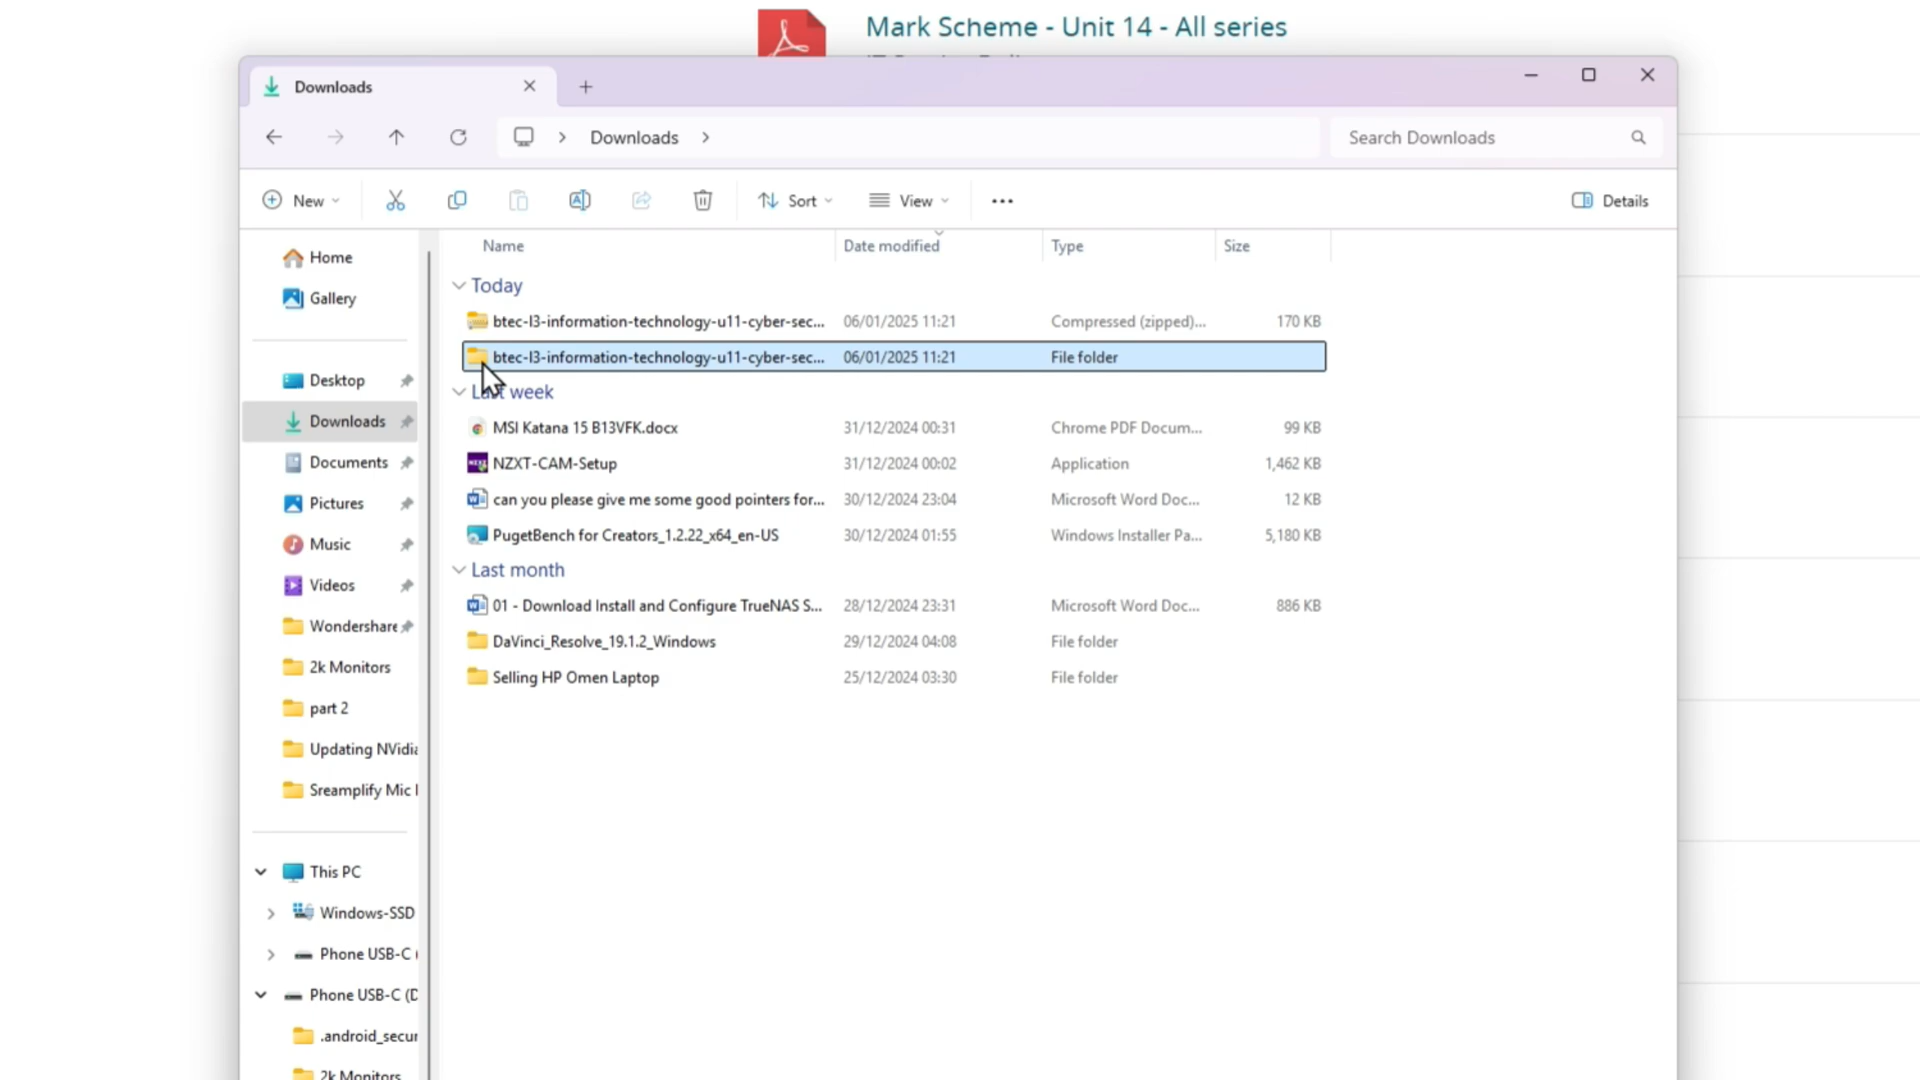 Mark Scheme - Unit 14 - All series
Downloads
Downloads
Search Downloads
New
Sort
View
Details
Name Date modified Type Size
Today
btec-l3-information-technology-u11-cyber-sec... 06/01/2025 11:21 Compressed (zipped)... 170 KB
btec-l3-information-technology-u11-cyber-sec... 06/01/2025 11:21 File folder
Last week
MSI Katana 15 B13VFK.docx 31/12/2024 00:31 Chrome PDF Docum... 99 KB
NZXT-CAM-Setup 31/12/2024 00:02 Application 1,462 KB
can you please give me some good pointers for... 30/12/2024 23:04 Microsoft Word Doc... 12 KB
PugetBench for Creators_1.2.22_x64_en-US 30/12/2024 01:55 Windows Installer Pa... 5,180 KB
Last month
01 - Download Install and Configure TrueNAS S... 28/12/2024 23:31 Microsoft Word Doc... 886 KB
DaVinci_Resolve_19.1.2_Windows 29/12/2024 04:08 File folder
Selling HP Omen Laptop 25/12/2024 03:30 File folder
Home
Gallery
Desktop
Downloads
Documents
Pictures
Music
Videos
Wondershare
2k Monitors
part 2
Updating NVidia
Sreamplify Mic
This PC
Windows-SSD
Phone USB-C (
Phone USB-C (D
.android_secur
2k Monitors